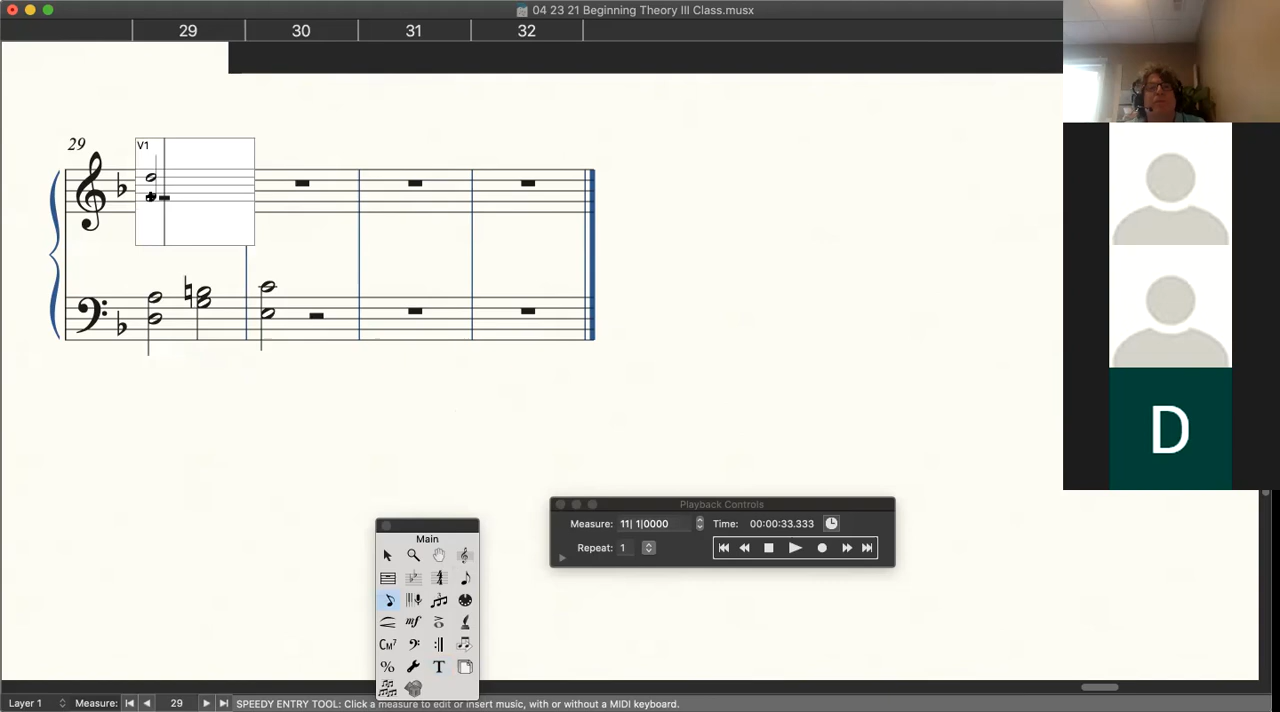 04 23 21 Beginning Theory III Class.musx
29 30 31 32
29
V1
D
Playback Controls
Measure: 11| 1|0000 Time: 00:00:33.333
Repeat: 1
Main
mf
CM7
%
T
Layer 1 Measure: 29 SPEEDY ENTRY TOOL: Click a measure to edit or insert music, with or without a MIDI keyboard.